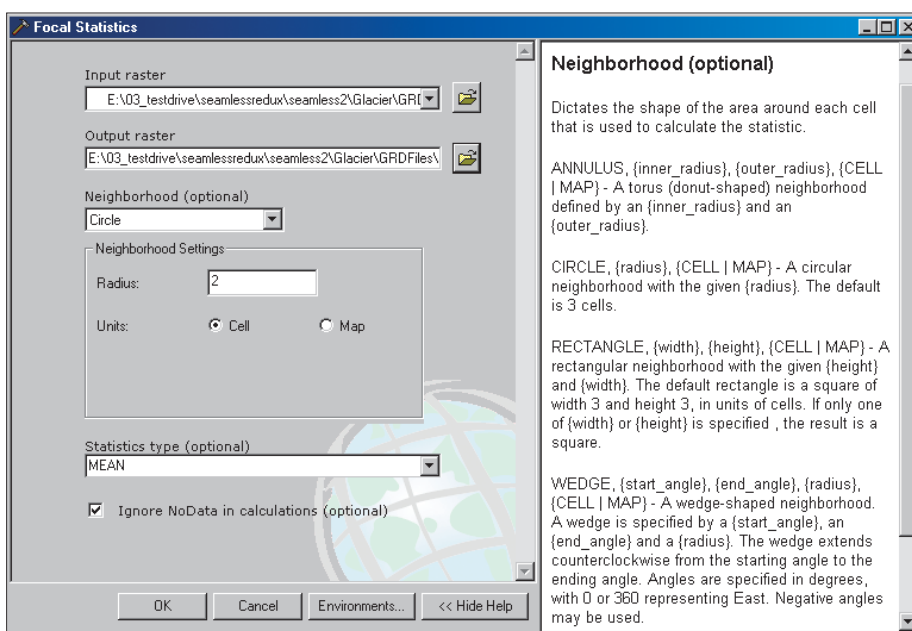 Focal Statistics
Input raster
E:\03_testdrive\seamlessredux\seamless2\Glacier\GRD
Output raster
E:\03_testdrive\seamlessredux\seamless2\Glacier\GRDFiles\
Neighborhood (optional)
Circle
Neighborhood Settings
Radius:
2
Units:
Cell
Map
Statistics type (optional)
MEAN
Ignore NoData in calculations (optional)
OK
Cancel
Environments...
<< Hide Help
Neighborhood (optional)
Dictates the shape of the area around each cell
that is used to calculate the statistic.
ANNULUS, {inner_radius}, {outer_radius}, {CELL
| MAP} - A torus (donut-shaped) neighborhood
defined by an {inner_radius} and an
{outer_radius}.
CIRCLE, {radius}, {CELL | MAP} - A circular
neighborhood with the given {radius}. The default
is 3 cells.
RECTANGLE, {width}, {height}, {CELL | MAP} - A
rectangular neighborhood with the given {height}
and {width}. The default rectangle is a square of
width 3 and height 3, in units of cells. If only one
of {width} or {height} is specified , the result is a
square.
WEDGE, {start_angle}, {end_angle}, {radius},
{CELL | MAP} - A wedge-shaped neighborhood.
A wedge is specified by a {start_angle}, an
{end_angle} and a {radius}. The wedge extends
counterclockwise from the starting angle to the
ending angle. Angles are specified in degrees,
with 0 or 360 representing East. Negative angles
may be used.